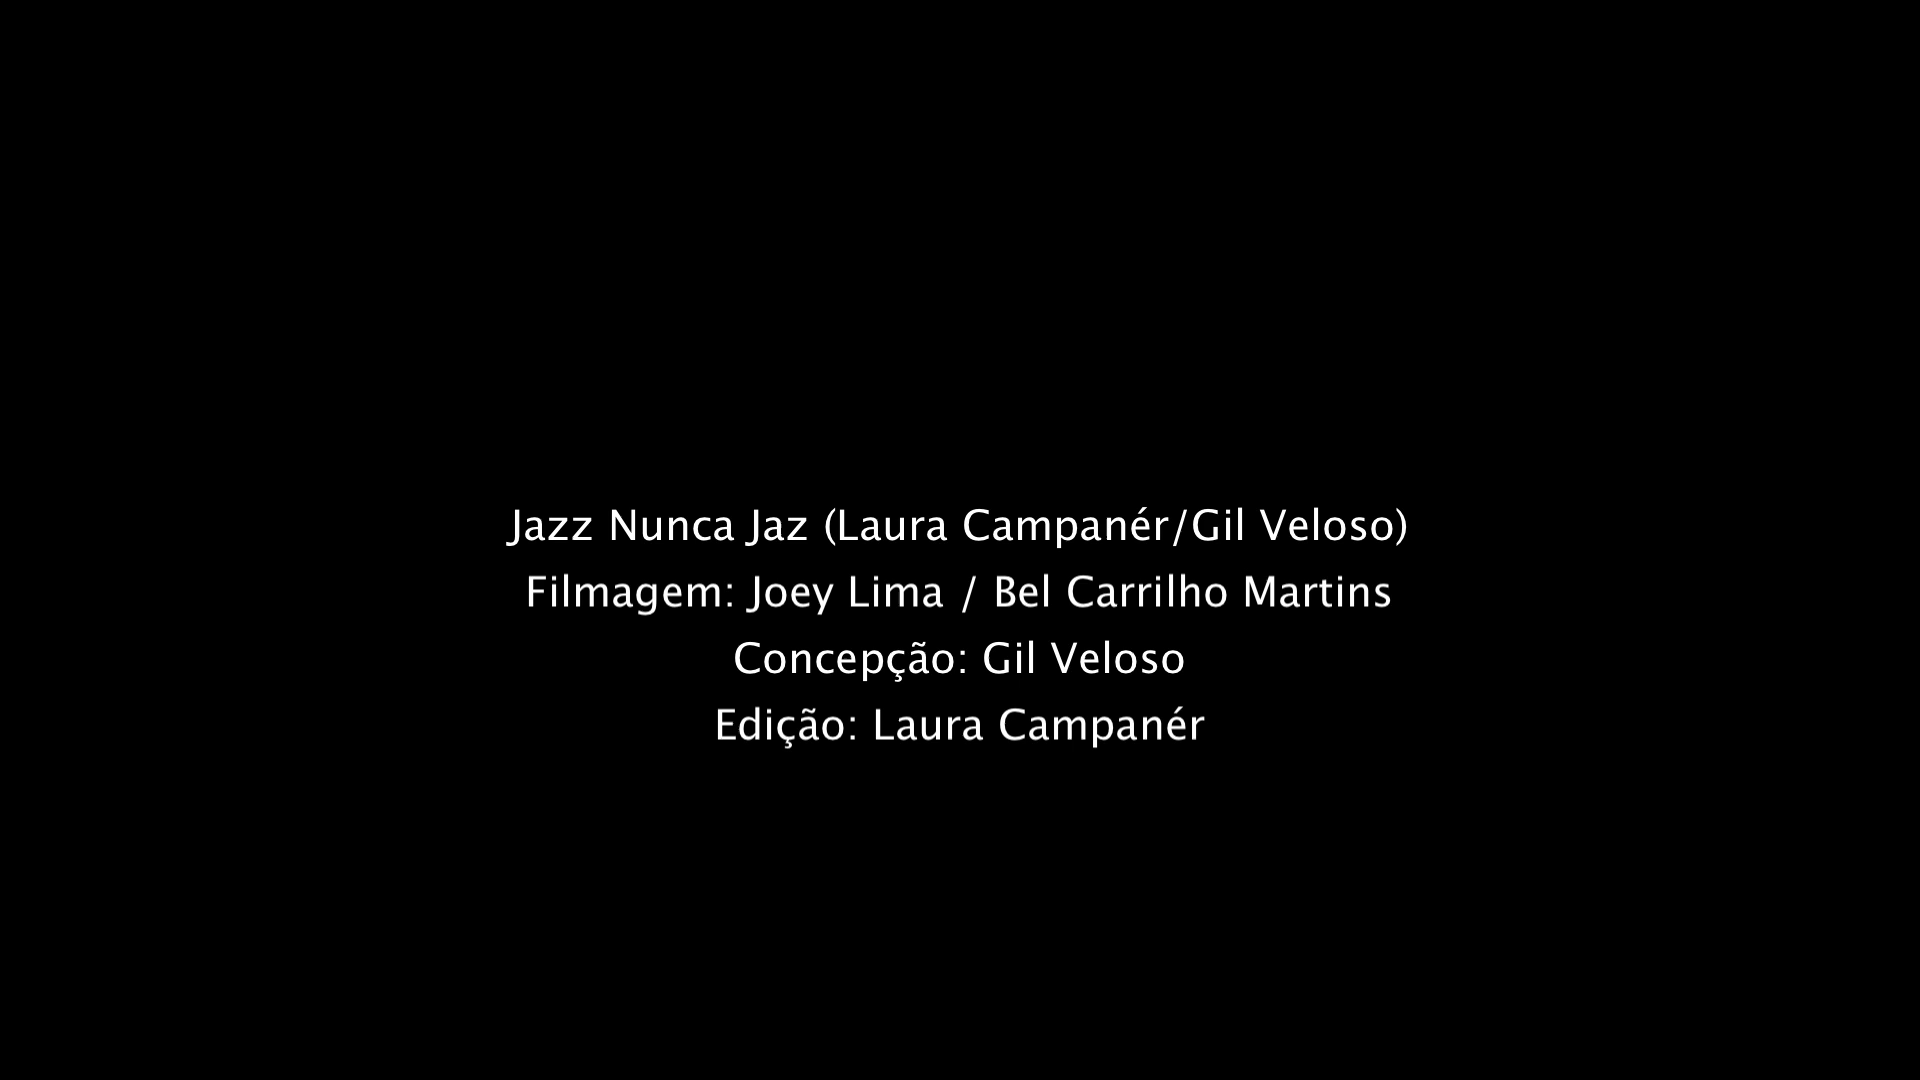 Jazz Nunca Jaz (Laura Campanér/Gil Veloso)
Filmagem: Joey Lima / Bel Carrilho Martins
Concepção: Gil Veloso
Edição: Laura Campanér